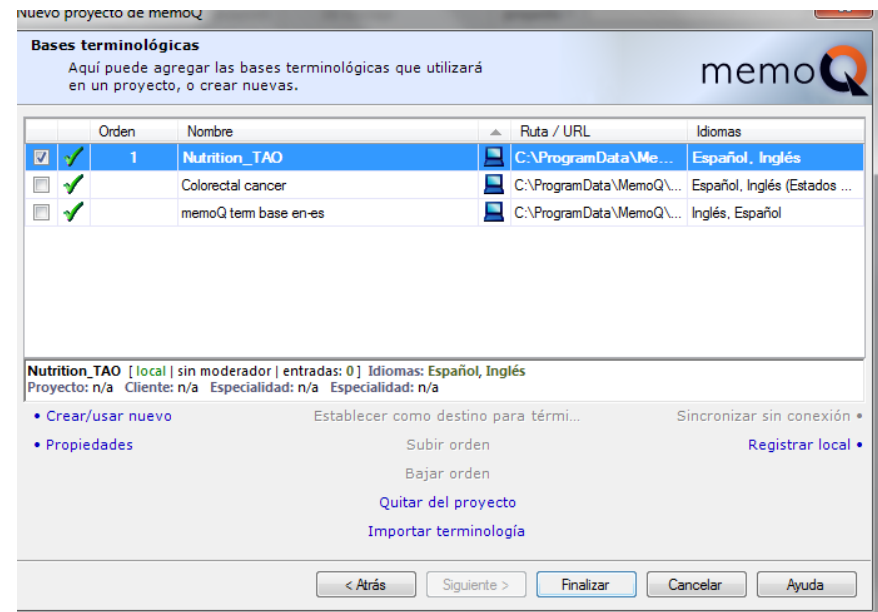 Nuevo proyecto de memoQ
Bases terminológicas
Aquí puede agregar las bases terminológicas que utilizará
en un proyecto, o crear nuevas.
memoQ
Orden Nombre Ruta / URL Idiomas
1 Nutrition_TAO C:\ProgramData\Me... Español, Inglés
Colorectal cancer C:\ProgramData\MemoQ\... Español, Inglés (Estados ...
memoQ term base en-es C:\ProgramData\MemoQ\... Inglés, Español
Nutrition_TAO [ local | sin moderador | entradas: 0 ] Idiomas: Español, Inglés
Proyecto: n/a Cliente: n/a Especialidad: n/a Especialidad: n/a
• Crear/usar nuevo Establecer como destino para térmi... Sincronizar sin conexión •
• Propiedades Subir orden Registrar local •
Bajar orden
Quitar del proyecto
Importar terminología
< Atrás Siguiente > Finalizar Cancelar Ayuda